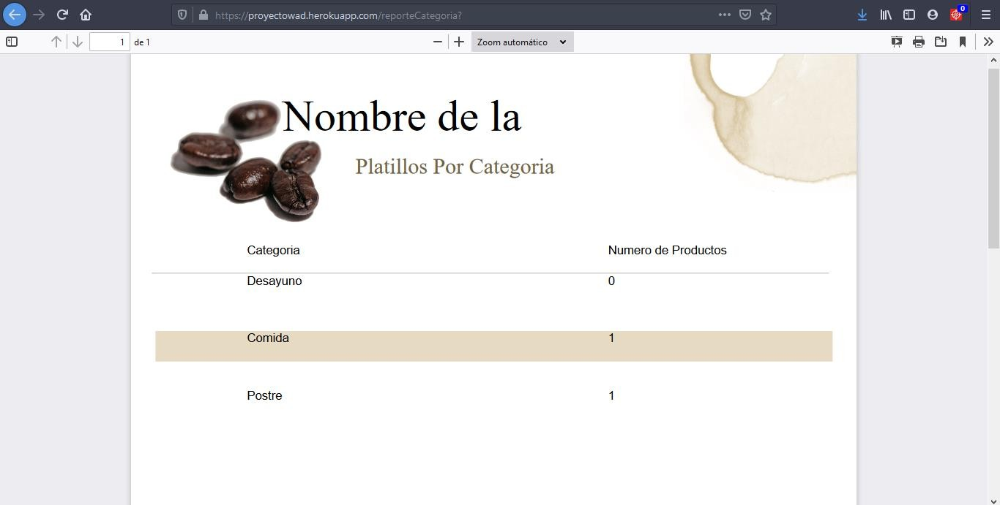 https://proyectowad.herokuapp.com/reporteCategoria?
0
1 de 1
Zoom automático
Nombre de la
Platillos Por Categoria
Categoria Numero de Productos
Desayuno 0
Comida 1
Postre 1